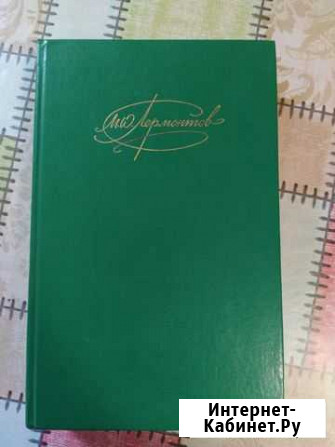 М Ю Лермонтов
Интернет-
Кабинет.Ру